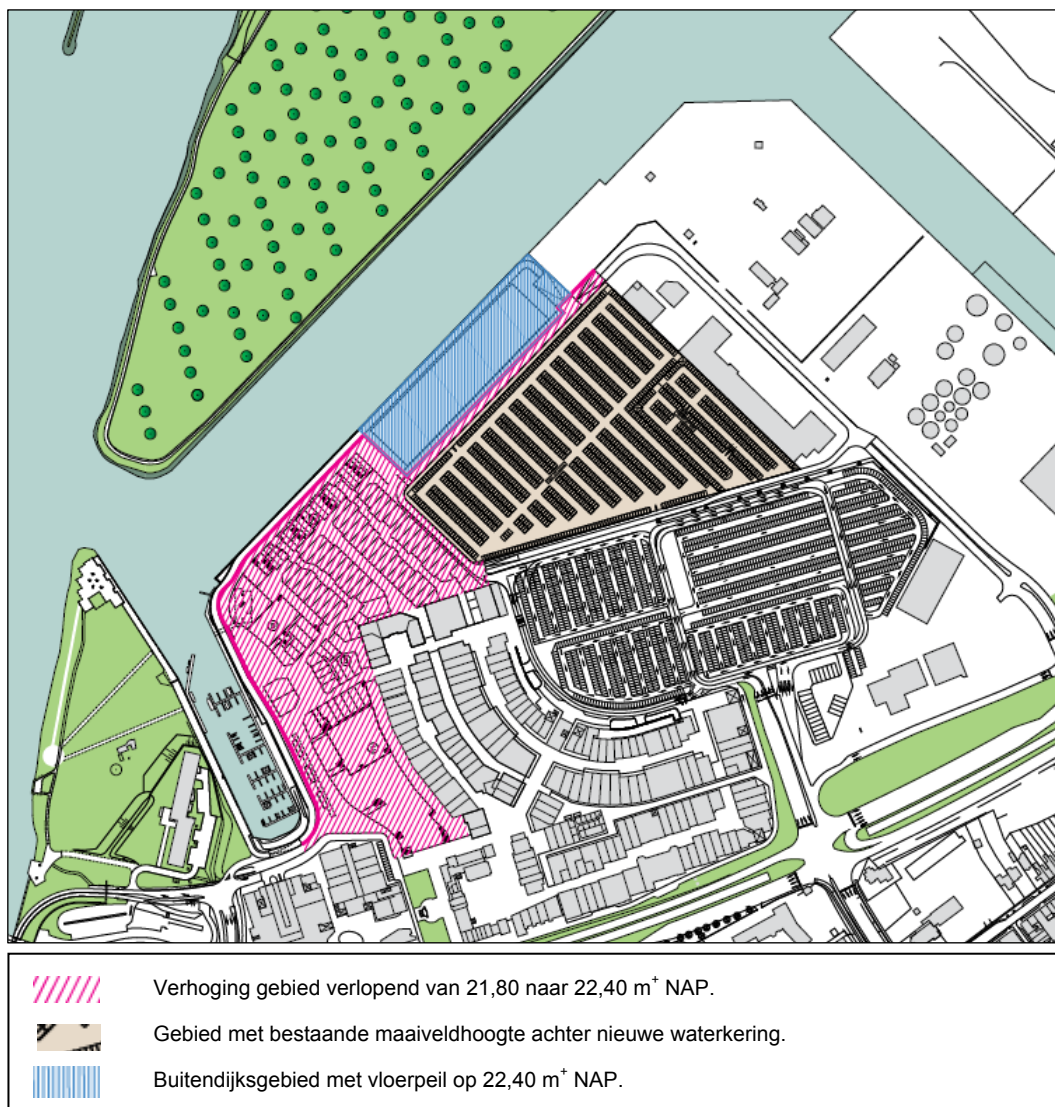 Verhoging gebied verlopend van 21,80 naar 22,40 m⁺ NAP.
Gebied met bestaande maaiveldhoogte achter nieuwe waterkering.
Buitendijksgebied met vloerpeil op 22,40 m⁺ NAP.